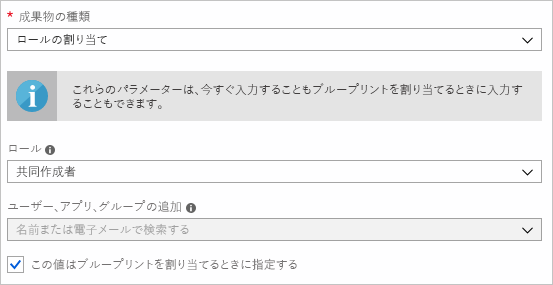 * 成果物の種類
ロールの割り当て
これらのパラメーターは、今すぐ入力することもブループリントを割り当てるときに入力す
ることもできます。
ロール
共同作成者
ユーザー、アプリ、グループの追加
名前または電子メールで検索する
この値はブループリントを割り当てるときに指定する